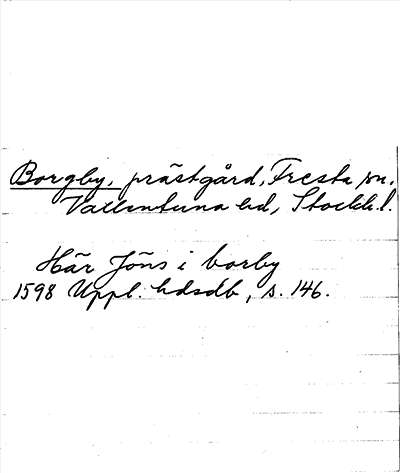 Borgby, prästgård, Fresta sn.
Vallentuna hd, Stockh. l.
Här Jöns i borby
1598 Uppl. hdsdb, s. 146.